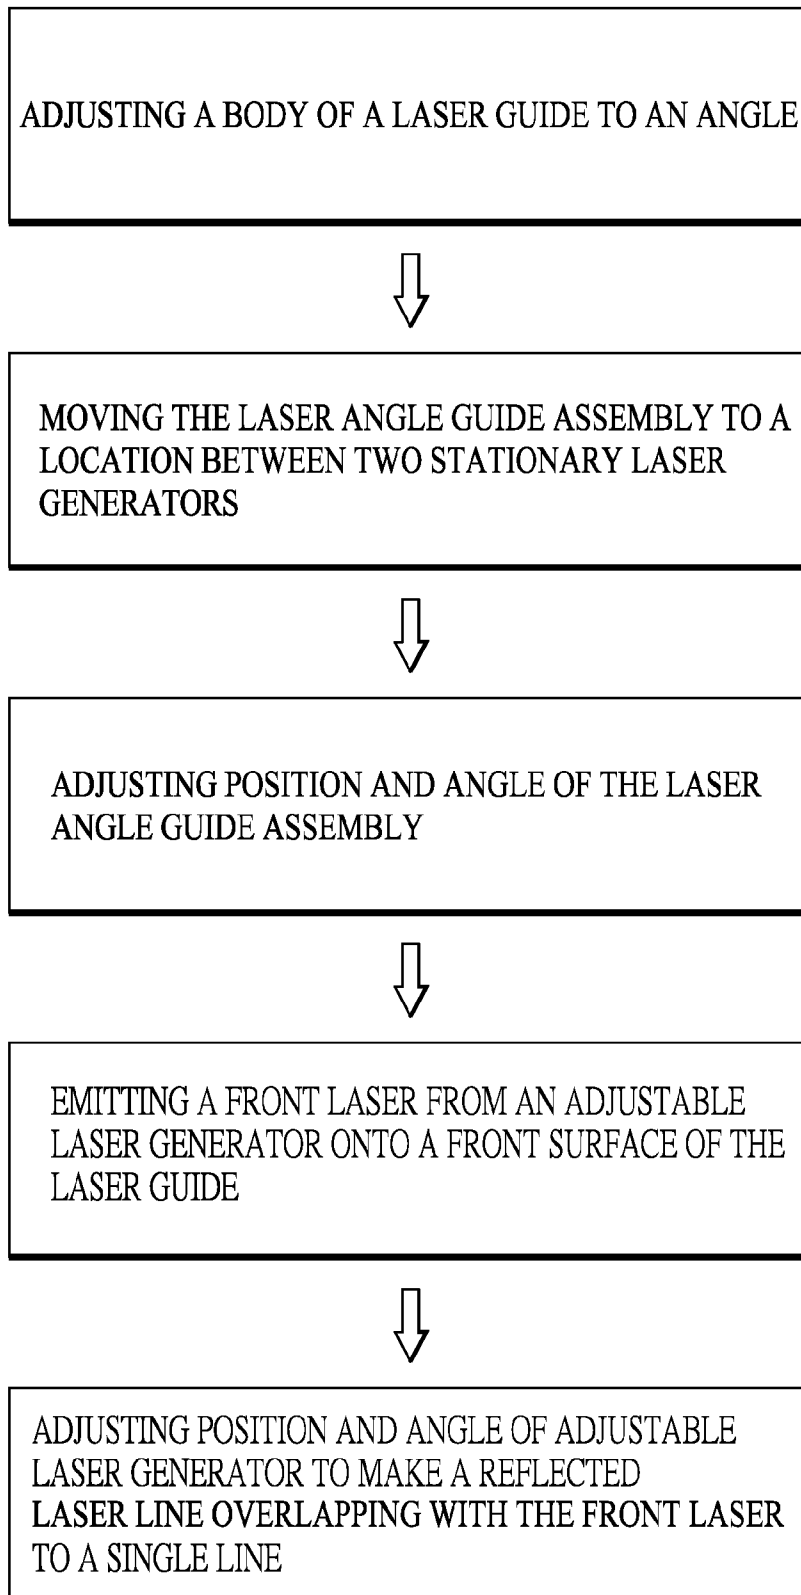 ADJUSTING A BODY OF A LASER GUIDE TO AN ANGLE
MOVING THE LASER ANGLE GUIDE ASSEMBLY TO A
LOCATION BETWEEN TWO STATIONARY LASER
GENERATORS
ADJUSTING POSITION AND ANGLE OF THE LASER
ANGLE GUIDE ASSEMBLY
EMITTING A FRONT LASER FROM AN ADJUSTABLE
LASER GENERATOR ONTO A FRONT SURFACE OF THE
LASER GUIDE
ADJUSTING POSITION AND ANGLE OF ADJUSTABLE
LASER GENERATOR TO MAKE A REFLECTED
LASER LINE OVERLAPPING WITH THE FRONT LASER
TO A SINGLE LINE